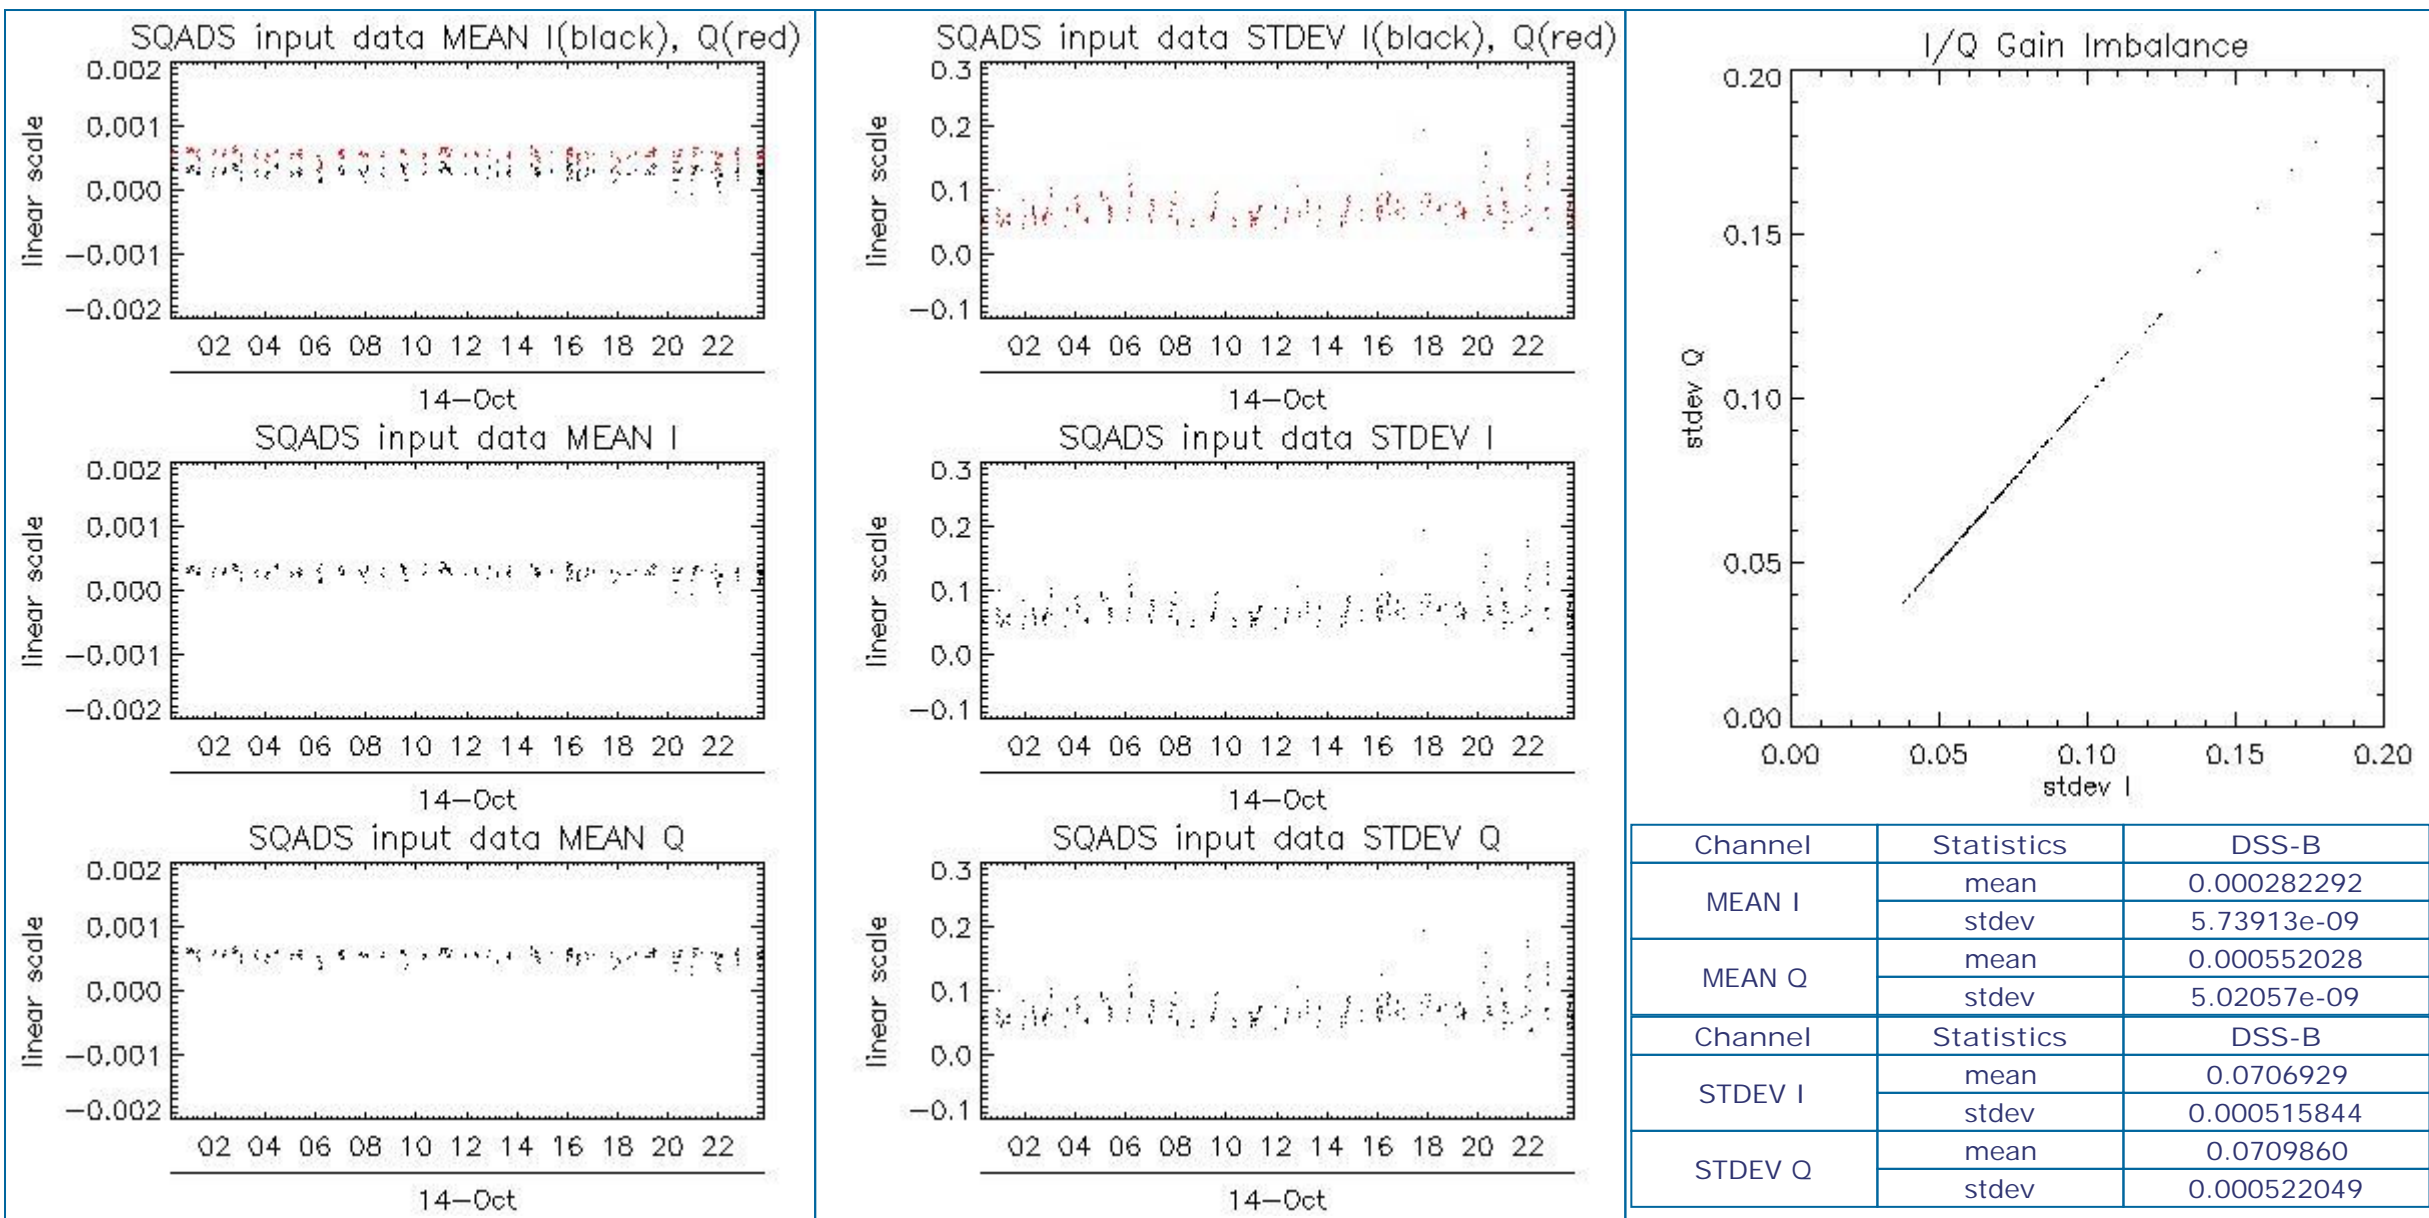 SQADS input data MEAN I(black), Q(red)
0.002
0.001
0.000
−0.001
−0.002
linear scale
02 04 06 08 10 12 14 16 18 20 22
14−Oct
SQADS input data MEAN I
0.002
0.001
0.000
−0.001
−0.002
linear scale
02 04 06 08 10 12 14 16 18 20 22
14−Oct
SQADS input data MEAN Q
0.002
0.001
0.000
−0.001
−0.002
linear scale
02 04 06 08 10 12 14 16 18 20 22
14−Oct
SQADS input data STDEV I(black), Q(red)
0.3
0.2
0.1
0.0
−0.1
linear scale
02 04 06 08 10 12 14 16 18 20 22
14−Oct
SQADS input data STDEV I
0.3
0.2
0.1
0.0
−0.1
linear scale
02 04 06 08 10 12 14 16 18 20 22
14−Oct
SQADS input data STDEV Q
0.3
0.2
0.1
0.0
−0.1
linear scale
02 04 06 08 10 12 14 16 18 20 22
14−Oct
I/Q Gain Imbalance
0.20
0.15
0.10
0.05
0.00
stdev Q
0.00 0.05 0.10 0.15 0.20
stdev I
Channel Statistics DSS-B
MEAN I mean 0.000282292
stdev 5.73913e-09
MEAN Q mean 0.000552028
stdev 5.02057e-09
Channel Statistics DSS-B
STDEV I mean 0.0706929
stdev 0.000515844
STDEV Q mean 0.0709860
stdev 0.000522049